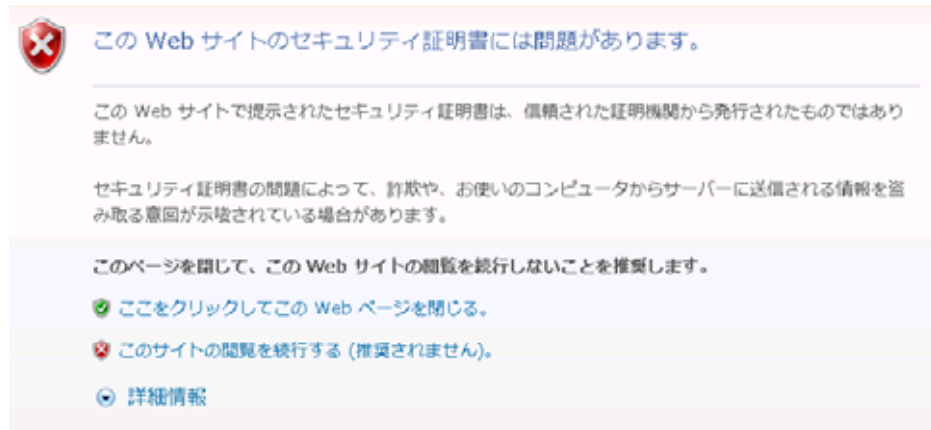 この Web サイトのセキュリティ証明書には問題があります。
この Web サイトで提示されたセキュリティ証明書は、信頼された証明機関から発行されたものではあり
ません。
セキュリティ証明書の問題によって、詐欺や、お使いのコンピュータからサーバーに送信される情報を盗
み取る意図が示唆されている場合があります。
このページを閉じて、この Web サイトの閲覧を続行しないことを推奨します。
ここをクリックしてこの Web ページを閉じる。
このサイトの閲覧を続行する (推奨されません)。
詳細情報